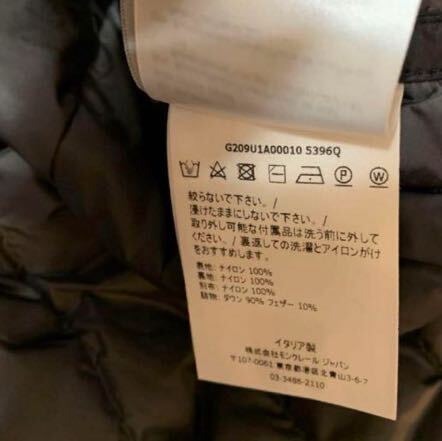 G209U1A00010 5396Q
絞らないで下さい。/
浸けたままにしないで下さい。/
取り外し可能な付属品は洗う前に外して
ください。/ 裏返しての洗濯とアイロンがけ
をおすすめします。
表地: ナイロン 100%
裏地: ナイロン 100%
別布: ナイロン 100%
詰物: ダウン 90% フェザー 10%
イタリア製
株式会社モンクレール ジャパン
〒107-0061 東京都港区北青山3-6-7
03-3486-2110